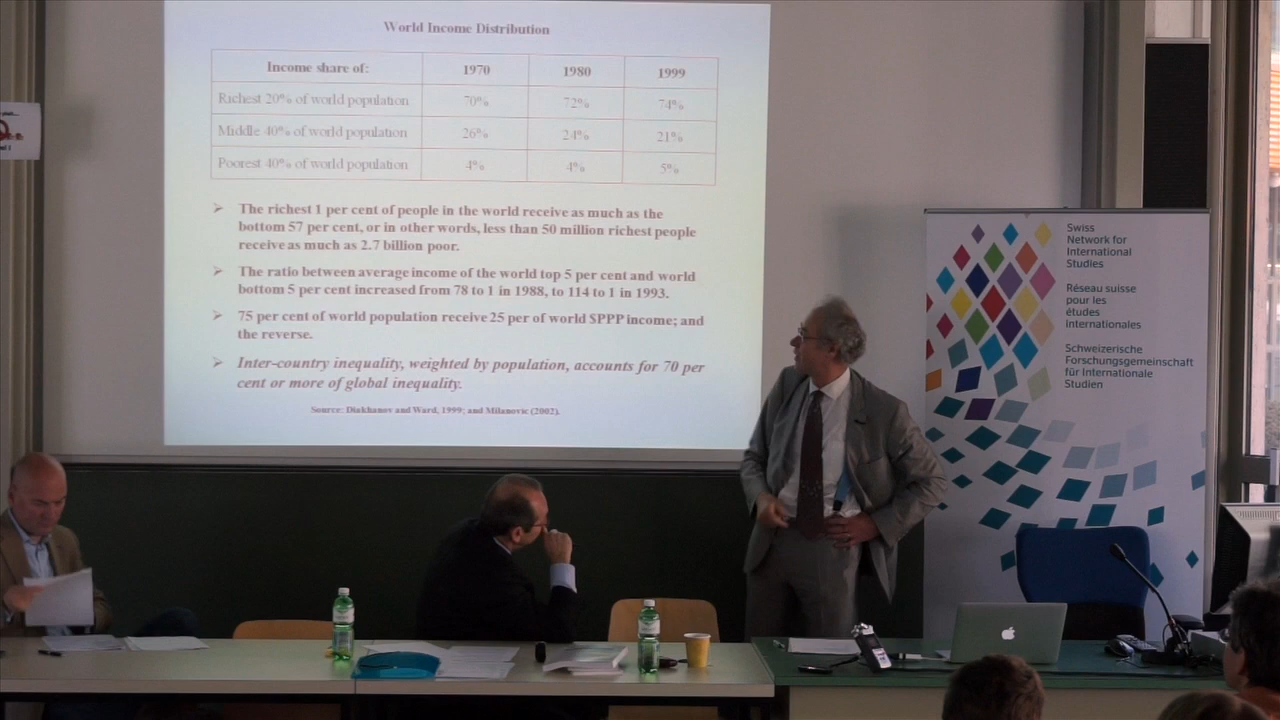 World Income Distribution
Income share of: 1970 1980 1999
Richest 20% of world population 70% 72% 74%
Middle 40% of world population 26% 24% 21%
Poorest 40% of world population 4% 4% 5%
The richest 1 per cent of people in the world receive as much as the
bottom 57 per cent, or in other words, less than 50 million richest people
receive as much as 2.7 billion poor.
The ratio between average income of the world top 5 per cent and world
bottom 5 per cent increased from 78 to 1 in 1988, to 114 to 1 in 1993.
75 per cent of world population receive 25 per of world $PPP income; and
the reverse.
Inter-country inequality, weighted by population, accounts for 70 per
cent or more of global inequality.
Source: Dikhanov and Ward, 1999; and Milanovic (2002).
Swiss
Network for
International
Studies
Réseau suisse
pour les
études
Internationales
Schweizerische
Forschungsgemeinschaft
für Internationale
Studien